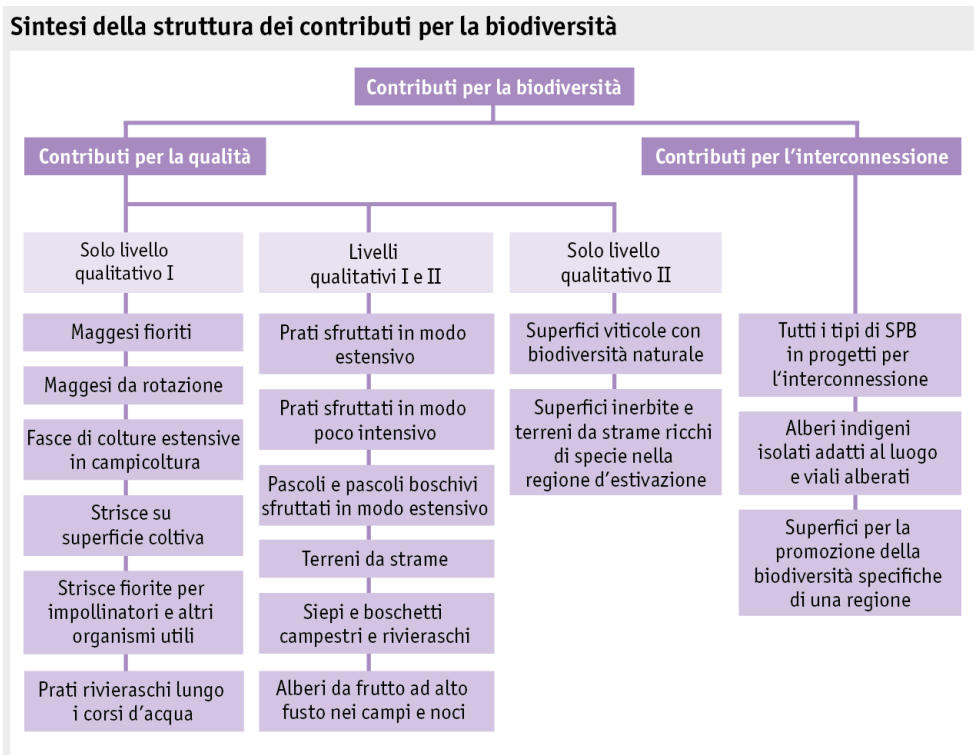 Sintesi della struttura dei contributi per la biodiversità
Contributi per la biodiversità
Contributi per la qualità
Contributi per l'interconnessione
Solo livello
qualitativo I
Maggesi fioriti
Maggesi da rotazione
Fasce di colture estensive
in campicoltura
Strisce su
superficie coltiva
Strisce fiorite per
impollinatori e altri
organismi utili
Prati rivieraschi lungo
i corsi d'acqua
Livelli
qualitativi I e II
Prati sfruttati in modo
estensivo
Prati sfruttati in modo
poco intensivo
Pascoli e pascoli boschivi
sfruttati in modo estensivo
Terreni da strame
Siepi e boschetti
campestri e rivieraschi
Alberi da frutto ad alto
fusto nei campi e noci
Solo livello
qualitativo II
Superfici viticole con
biodiversità naturale
Superfici inerbite e
terreni da strame ricchi
di specie nella
regione d'estivazione
Tutti i tipi di SPB
in progetti per
l'interconnessione
Alberi indigeni
isolati adatti al luogo
e viali alberati
Superfici per la
promozione della
biodiversità specifiche
di una regione